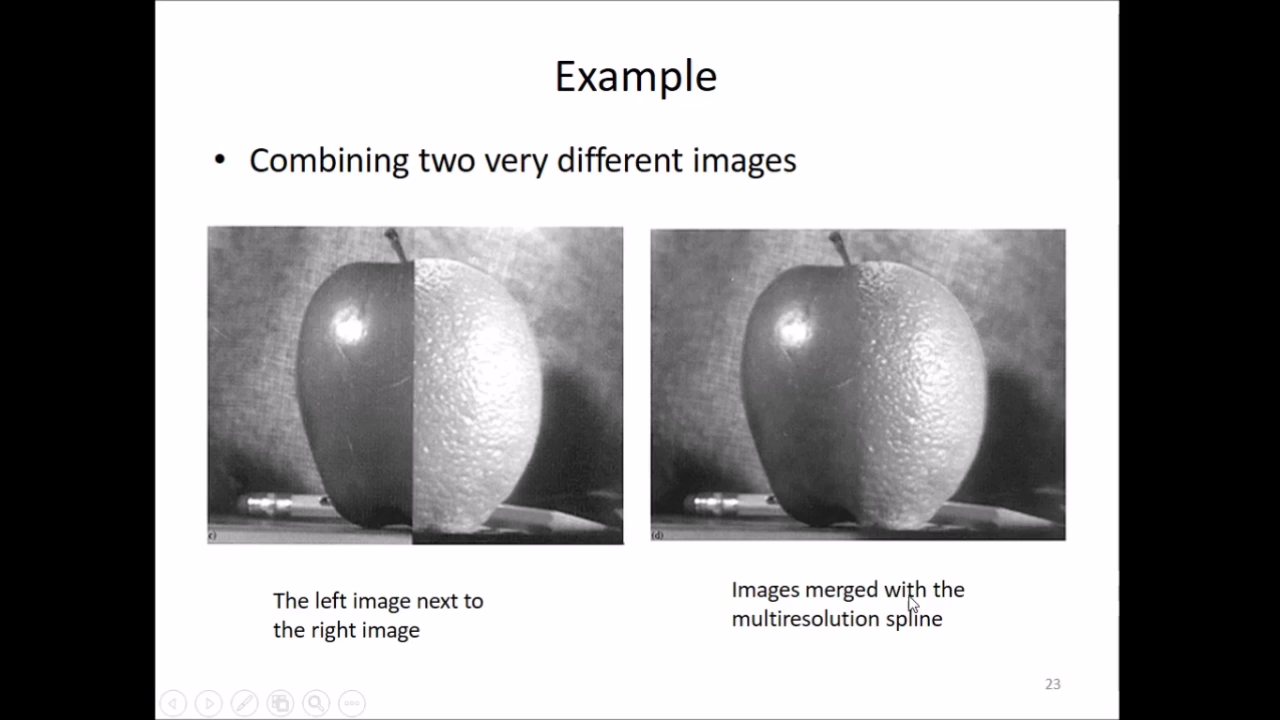 Example
• Combining two very different images
c)
(d)
The left image next to
the right image
Images merged with the
multiresolution spline
23